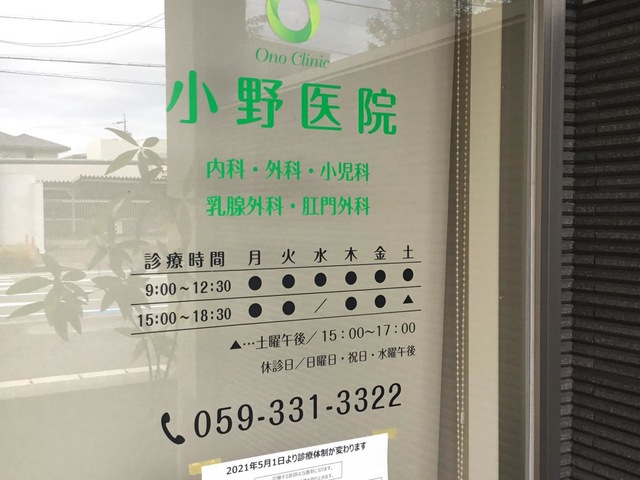 Ono Clinic
小野医院
内科・外科・小児科
乳腺外科・肛門外科
診療時間 月 火 水 木 金 土
9:00～12:30 ● ● ● ● ● ●
15:00～18:30 ● ● ／ ● ● ▲
▲…土曜午後／15:00～17:00
休診日／日曜日・祝日・水曜午後
059-331-3322
2021年5月1日より診療体制が変わります